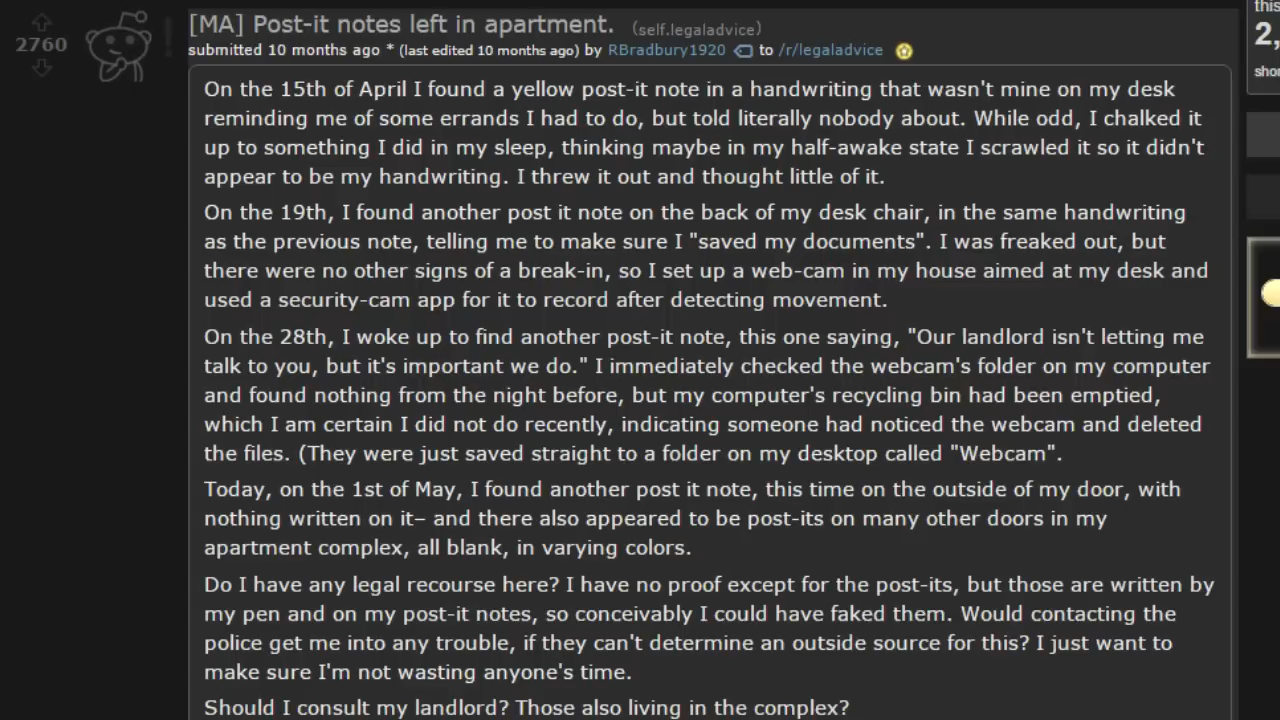 [MA] Post-it notes left in apartment. (self.legaladvice)
2760
submitted 10 months ago * (last edited 10 months ago) by RBradbury1920 to /r/legaladvice
On the 15th of April I found a yellow post-it note in a handwriting that wasn't mine on my desk
reminding me of some errands I had to do, but told literally nobody about. While odd, I chalked it
up to something I did in my sleep, thinking maybe in my half-awake state I scrawled it so it didn't
appear to be my handwriting. I threw it out and thought little of it.
On the 19th, I found another post it note on the back of my desk chair, in the same handwriting
as the previous note, telling me to make sure I "saved my documents". I was freaked out, but
there were no other signs of a break-in, so I set up a web-cam in my house aimed at my desk and
used a security-cam app for it to record after detecting movement.
On the 28th, I woke up to find another post-it note, this one saying, "Our landlord isn't letting me
talk to you, but it's important we do." I immediately checked the webcam's folder on my computer
and found nothing from the night before, but my computer's recycling bin had been emptied,
which I am certain I did not do recently, indicating someone had noticed the webcam and deleted
the files. (They were just saved straight to a folder on my desktop called "Webcam".
Today, on the 1st of May, I found another post it note, this time on the outside of my door, with
nothing written on it– and there also appeared to be post-its on many other doors in my
apartment complex, all blank, in varying colors.
Do I have any legal recourse here? I have no proof except for the post-its, but those are written by
my pen and on my post-it notes, so conceivably I could have faked them. Would contacting the
police get me into any trouble, if they can't determine an outside source for this? I just want to
make sure I'm not wasting anyone's time.
Should I consult my landlord? Those also living in the complex?
this
2,
shor